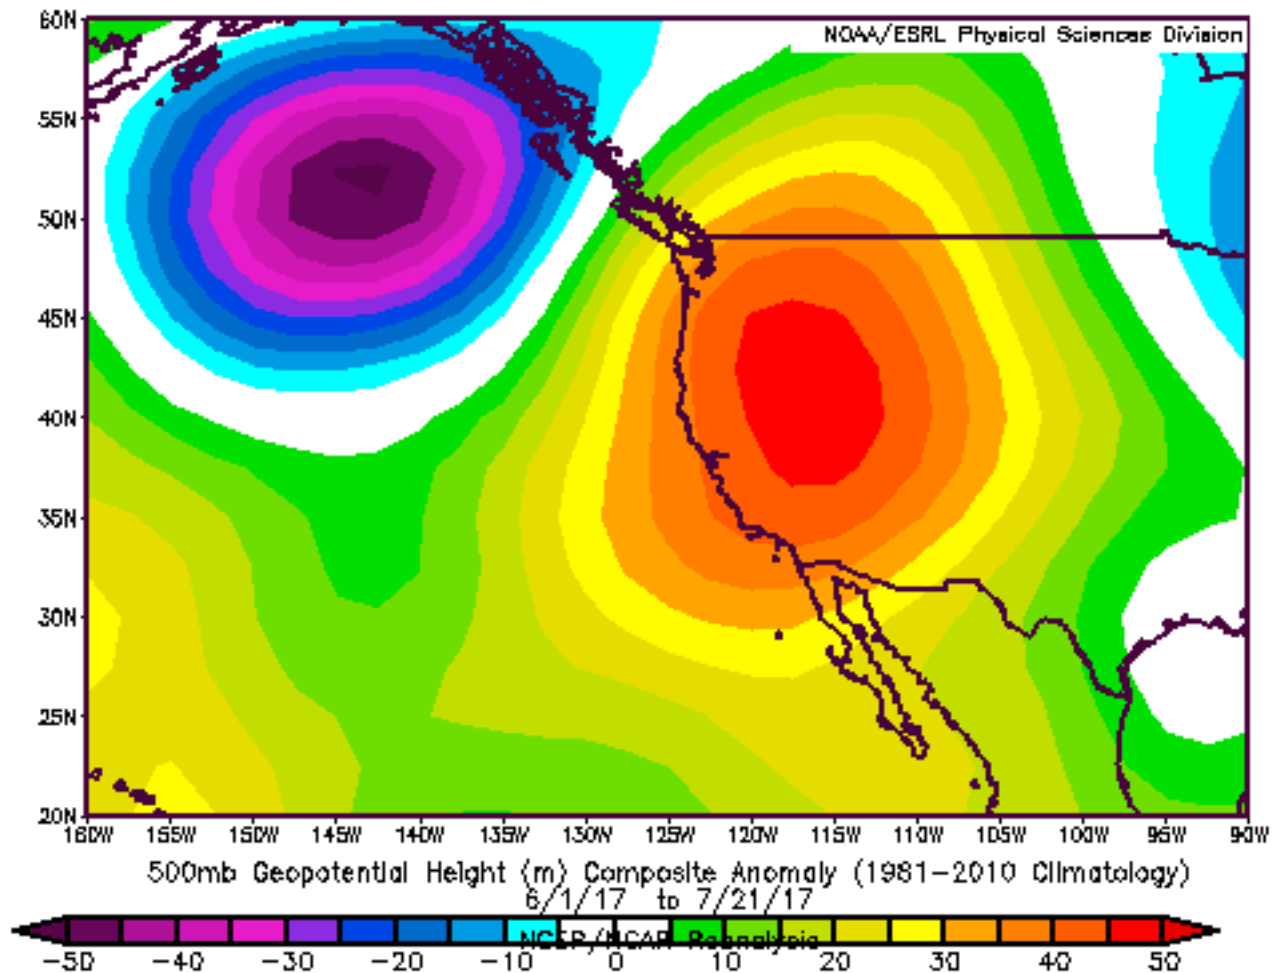 60N
NOAA/ESRL Physical Sciences Division
55N
50N
45N
40N
35N
30N
25N
20N
160W 155W 150W 145W 140W 135W 130W 125W 120W 115W 110W 105W 100W 95W 90W
500mb Geopotential Height (m) Composite Anomaly (1981-2010 Climatology)
6/1/17 to 7/21/17
NCEP/NCAR Reanalysis
-50 -40 -30 -20 -10 0 10 20 30 40 50